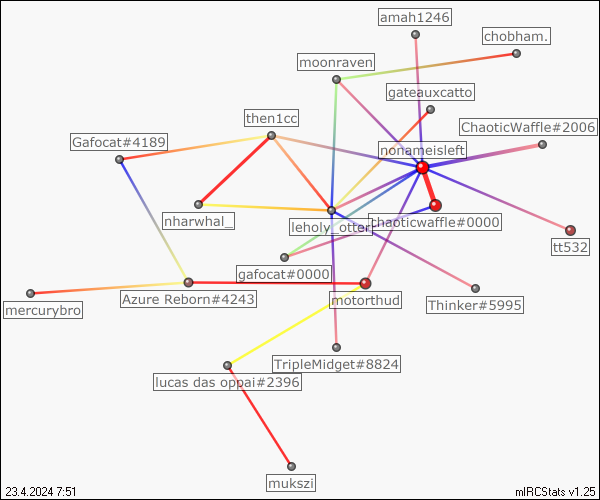 amah1246
chobham.
moonraven
gateauxcatto
then1cc
ChaoticWaffle#2006
Gafocat#4189
nonameisleft
nharwhal_
leholy_otter
chaoticwaffle#0000
tt532
gafocat#0000
Azure Reborn#4243
motorthud
Thinker#5995
mercurybro
TripleMidget#8824
lucas das oppai#2396
mukszi
23.4.2024 7:51
mIRCStats v1.25